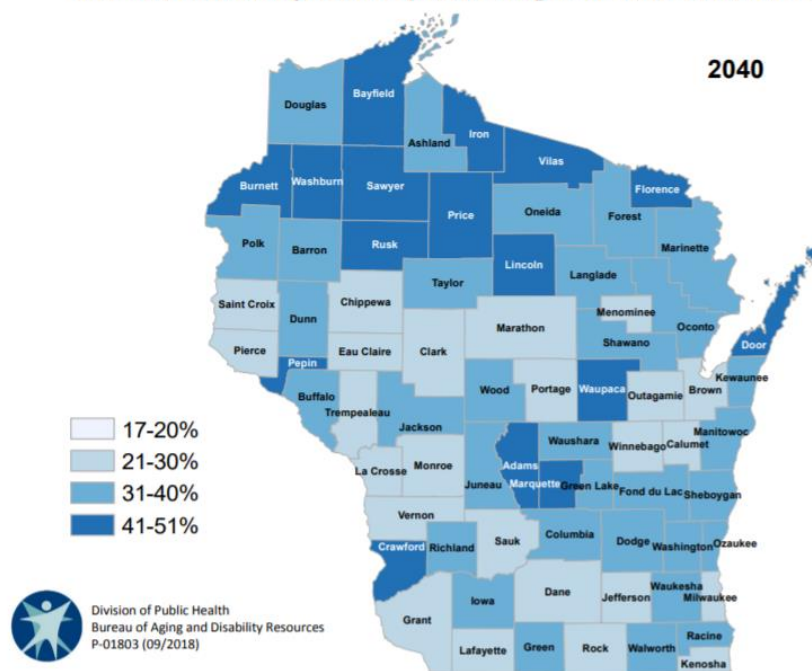 2040
Bayfield
Douglas
Iron
Ashland
Vilas
Burnett
Washburn
Sawyer
Florence
Price
Oneida
Forest
Polk
Barron
Rusk
Marinette
Lincoln
Langlade
Taylor
Saint Croix
Chippewa
Dunn
Menominee
Marathon
Oconto
Shawano
Door
Pierce
Pepin
Eau Claire
Clark
Kewaunee
Buffalo
Wood
Portage
Waupaca
Outagamie
Brown
Trempealeau
Jackson
Manitowoc
Waushara
Winnebago
Calumet
La Crosse
Monroe
Adams
Juneau
Marquette
Green Lake
Fond du Lac
Sheboygan
Vernon
Crawford
Richland
Sauk
Columbia
Dodge
Washington
Ozaukee
Iowa
Dane
Jefferson
Waukesha
Milwaukee
Grant
Lafayette
Green
Rock
Walworth
Racine
Kenosha
17-20%
21-30%
31-40%
41-51%
Division of Public Health
Bureau of Aging and Disability Resources
P-01803 (09/2018)